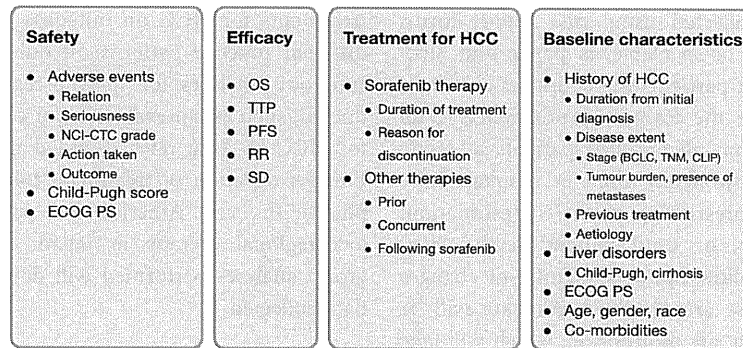 Safety
• Adverse events
• Relation
• Seriousness
• NCI-CTC grade
• Action taken
• Outcome
• Child-Pugh score
• ECOG PS
Efficacy
• OS
• TTP
• PFS
• RR
• SD
Treatment for HCC
• Sorafenib therapy
• Duration of treatment
• Reason for
discontinuation
• Other therapies
• Prior
• Concurrent
• Following sorafenib
Baseline characteristics
• History of HCC
• Duration from initial
diagnosis
• Disease extent
• Stage (BCLC, TNM, CLIP)
• Tumour burden, presence of
metastases
• Previous treatment
• Aetiology
• Liver disorders
• Child-Pugh, cirrhosis
• ECOG PS
• Age, gender, race
• Co-morbidities